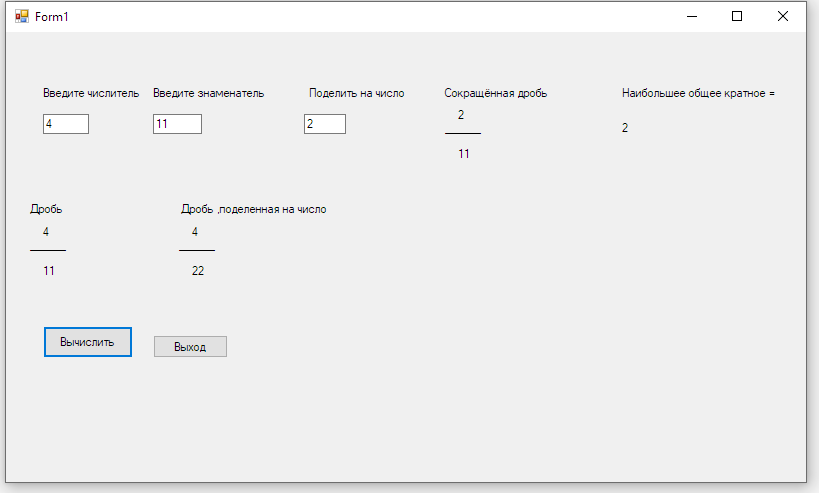 Form1
Введите числитель Введите знаменатель Поделить на число Сокращённая дробь Наибольшее общее кратное =
4 11 2 2 2
11
Дробь Дробь ,поделенная на число
4 4
11 22
Вычислить Выход